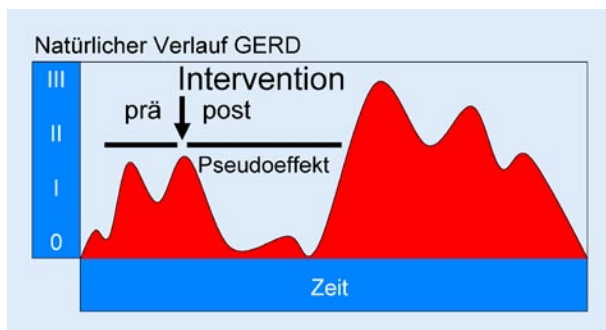 Natürlicher Verlauf GERD
III
Intervention
prä post
II
Pseudoeffekt
I
0
Zeit